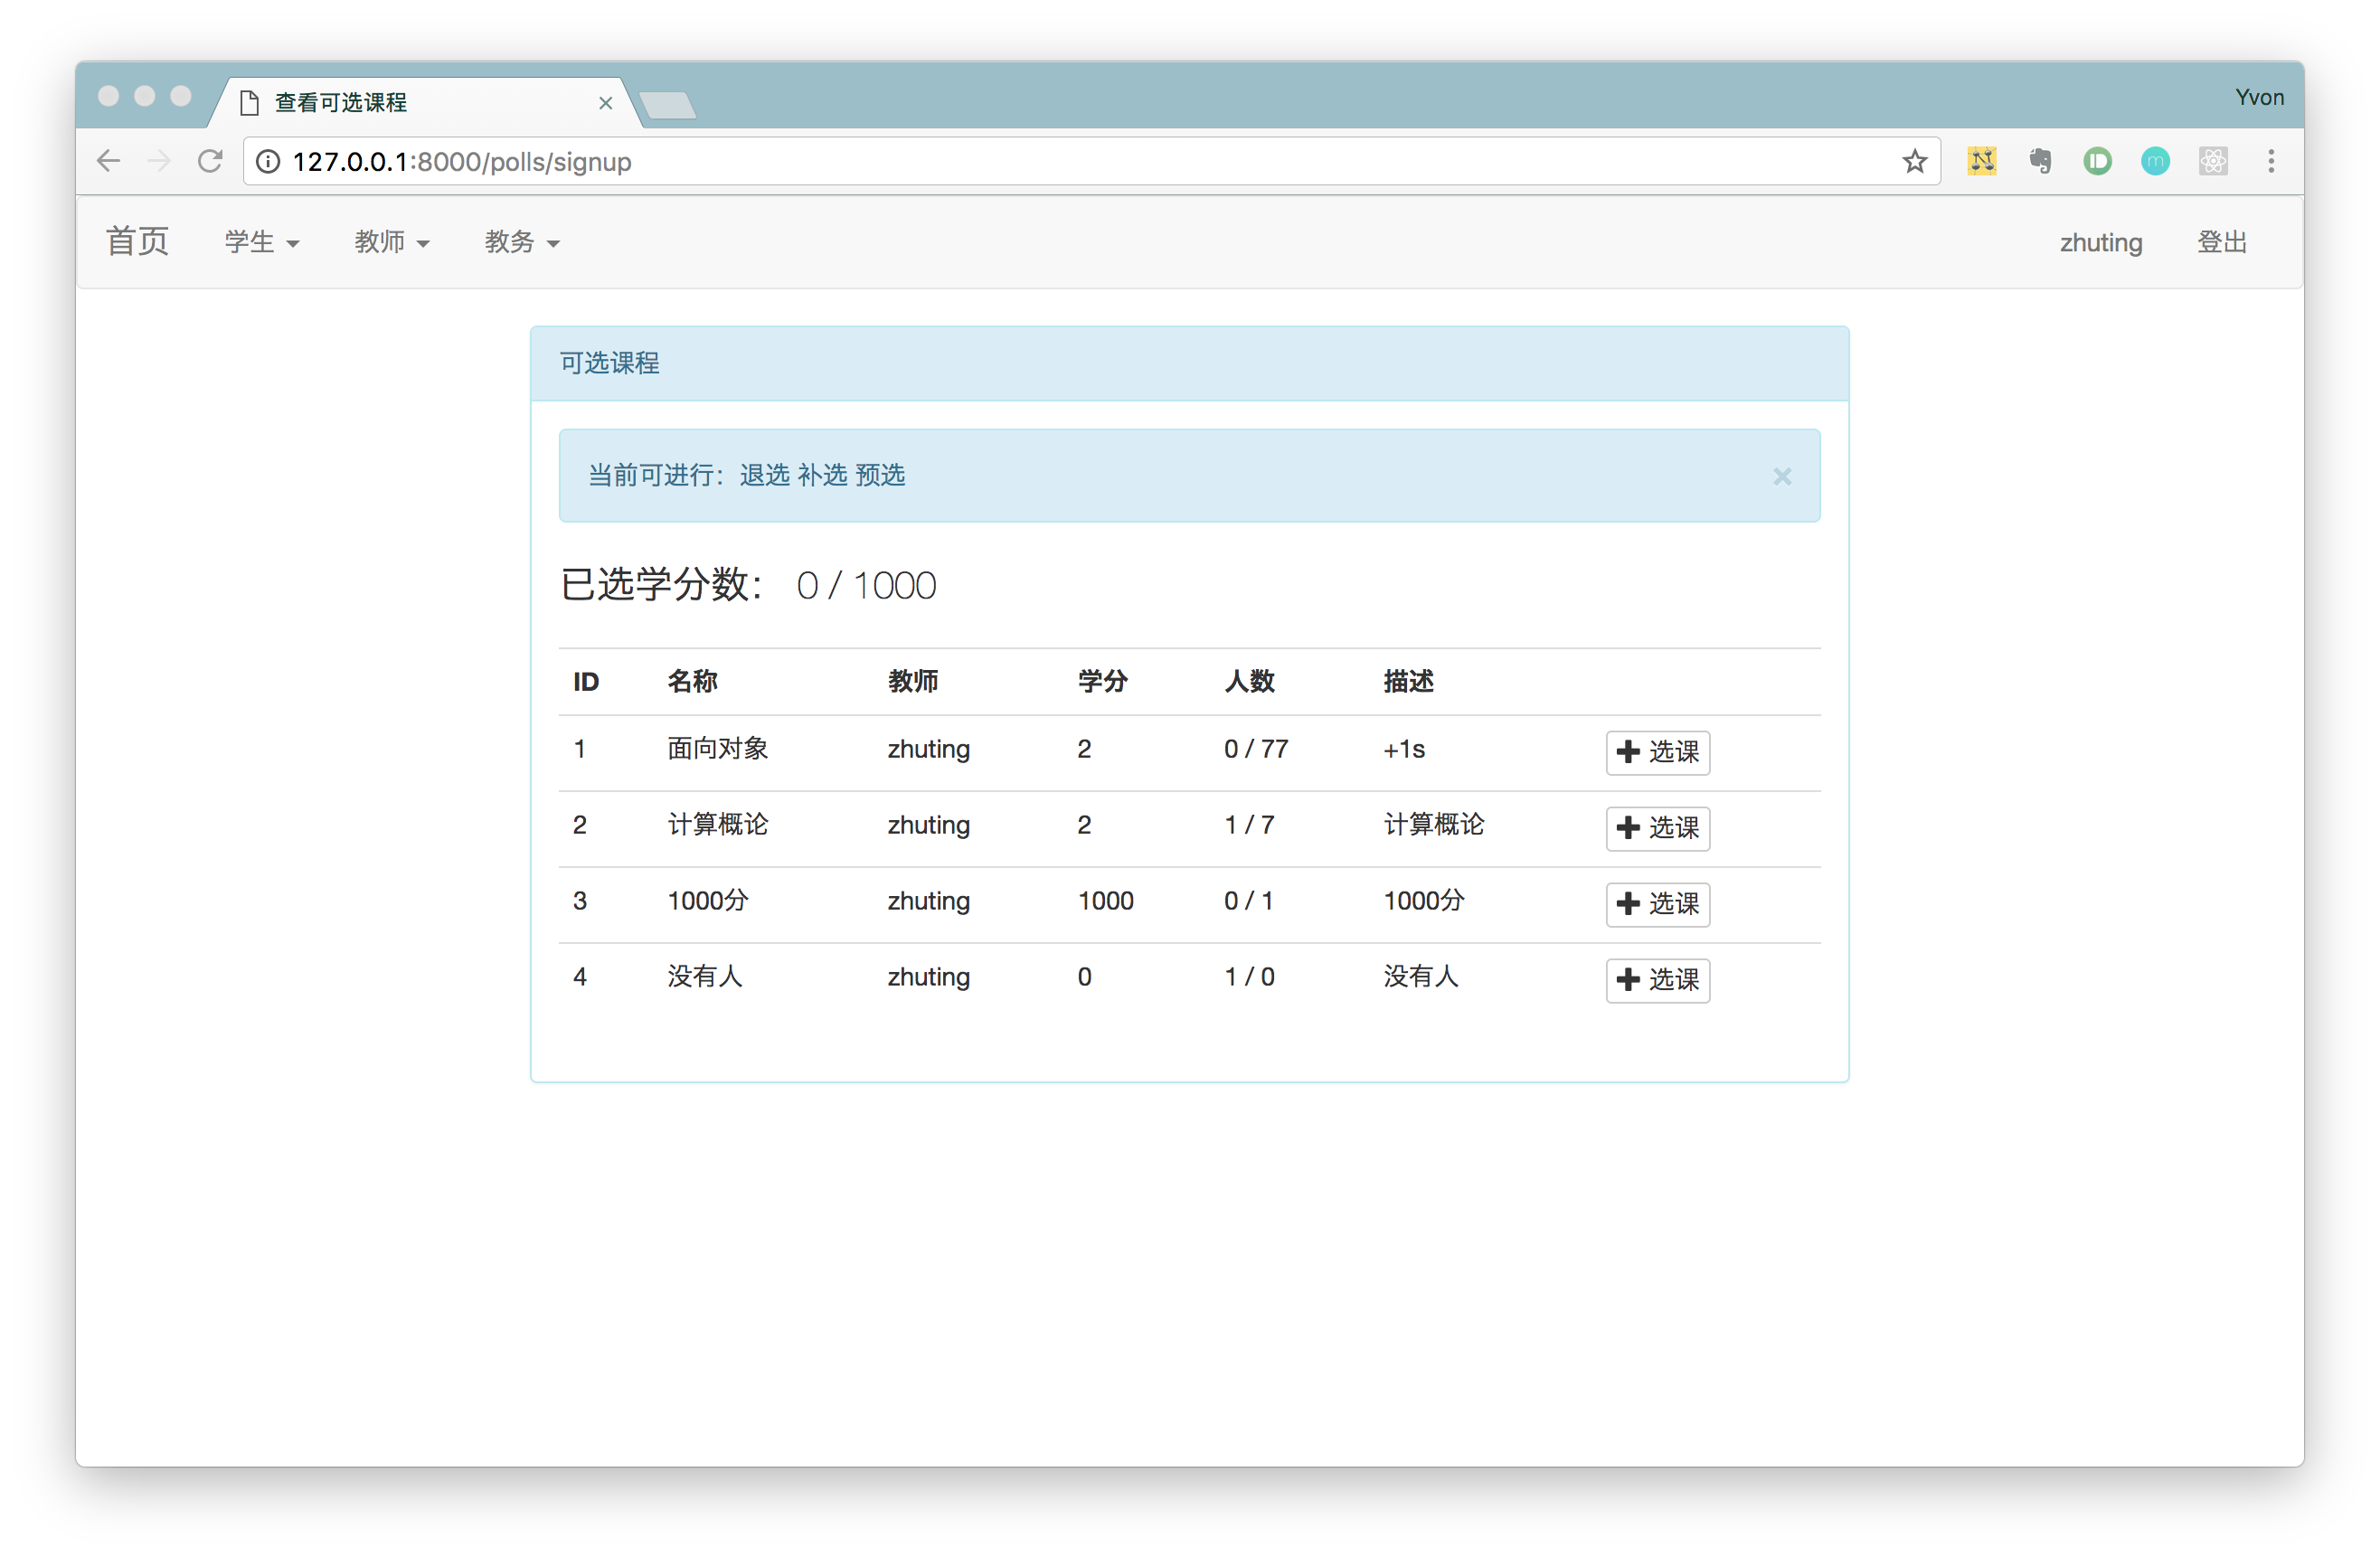 查看可选课程
Yvon
127.0.0.1:8000/polls/signup
首页 学生 教师 教务 zhuting 登出
可选课程
当前可进行：退选 补选 预选
已选学分数： 0 / 1000
ID 名称 教师 学分 人数 描述
1 面向对象 zhuting 2 0 / 77 +1s 选课
2 计算概论 zhuting 2 1 / 7 计算概论 选课
3 1000分 zhuting 1000 0 / 1 1000分 选课
4 没有人 zhuting 0 1 / 0 没有人 选课